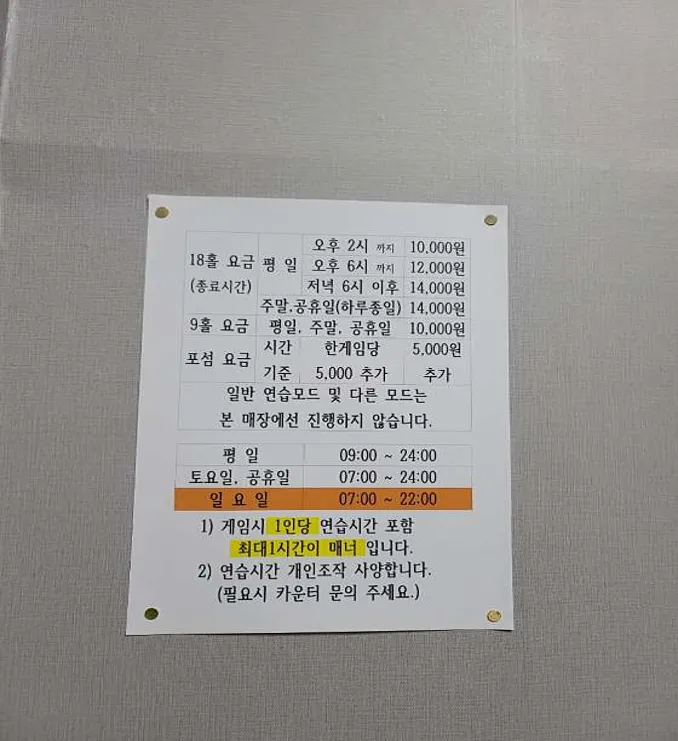 18홀 요금 평 일 오후 2시 까지 10,000원
(종료시간) 오후 6시 까지 12,000원
저녁 6시 이후 14,000원
주말,공휴일(하루종일) 14,000원
9홀 요금 평일, 주말, 공휴일 10,000원
포섬 요금 시간 한게임당 5,000원
기준 5,000 추가 추가
일반 연습모드 및 다른 모드는
본 매장에선 진행하지 않습니다.
평 일 09:00 ~ 24:00
토요일, 공휴일 07:00 ~ 24:00
일 요 일 07:00 ~ 22:00
1) 게임시 1인당 연습시간 포함
최대1시간이 매너 입니다.
2) 연습시간 개인조작 사양합니다.
(필요시 카운터 문의 주세요.)